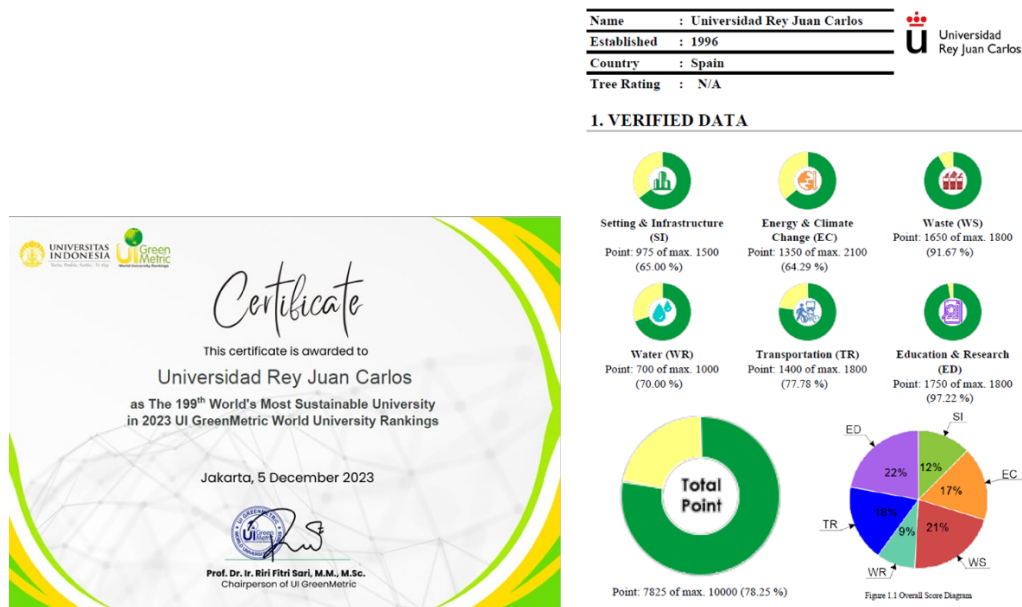 UNIVERSITAS
INDONESIA
UI Green
Metric
World University Rankings
Certificate
This certificate is awarded to
Universidad Rey Juan Carlos
as The 199th World's Most Sustainable University
in 2023 UI GreenMetric World University Rankings
Jakarta, 5 December 2023
UI Green
Metric
Prof. Dr. Ir. Riri Fitri Sari, M.M., M.Sc.
Chairperson of UI GreenMetric
Name : Universidad Rey Juan Carlos
Established : 1996
Country : Spain
Tree Rating : N/A
u Universidad
Rey Juan Carlos
1. VERIFIED DATA
Setting & Infrastructure
(SI)
Point: 975 of max. 1500
(65.00 %)
Energy & Climate
Change (EC)
Point: 1350 of max. 2100
(64.29 %)
Waste (WS)
Point: 1650 of max. 1800
(91.67 %)
Water (WR)
Point: 700 of max. 1000
(70.00 %)
Transportation (TR)
Point: 1400 of max. 1800
(77.78 %)
Education & Research
(ED)
Point: 1750 of max. 1800
(97.22 %)
Total
Point
Point: 7825 of max. 10000 (78.25 %)
SI
12%
EC
17%
WS
21%
WR
9%
TR
18%
ED
22%
Figure 1.1 Overall Score Diagram